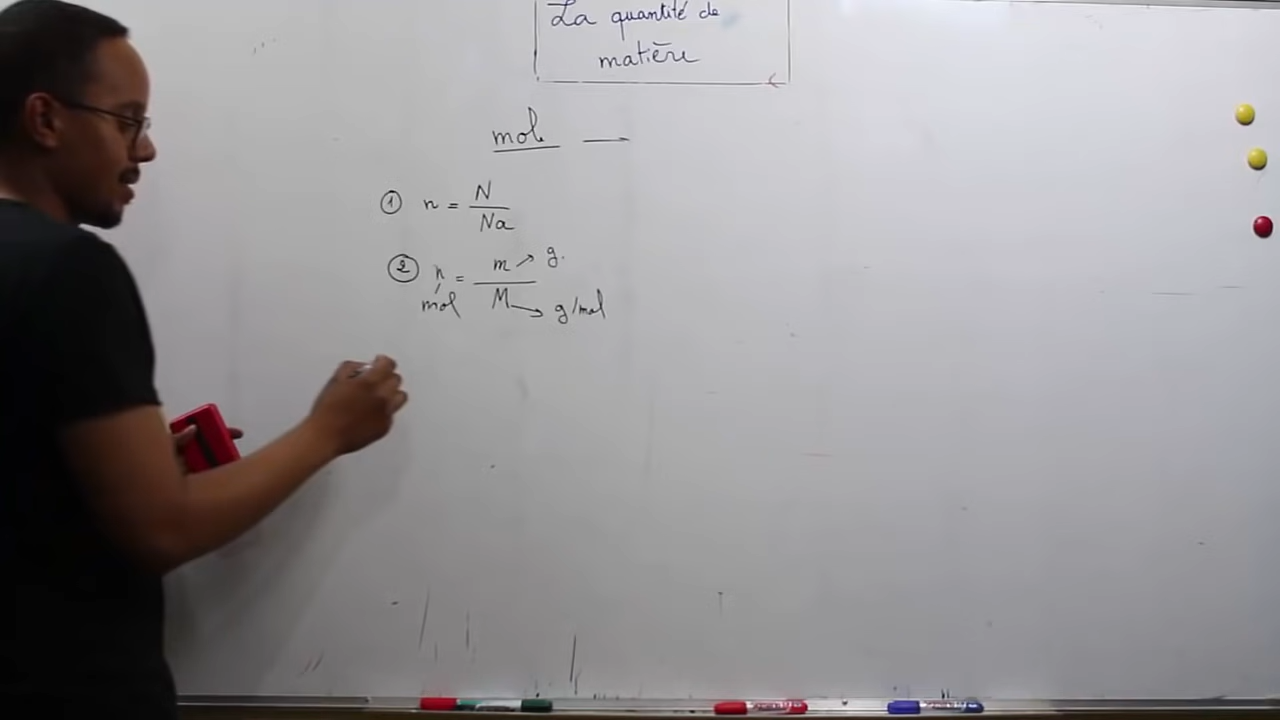 La quantité de
matière
mol —
① n = N / Na
② n = m → g.
mol M → g/mol